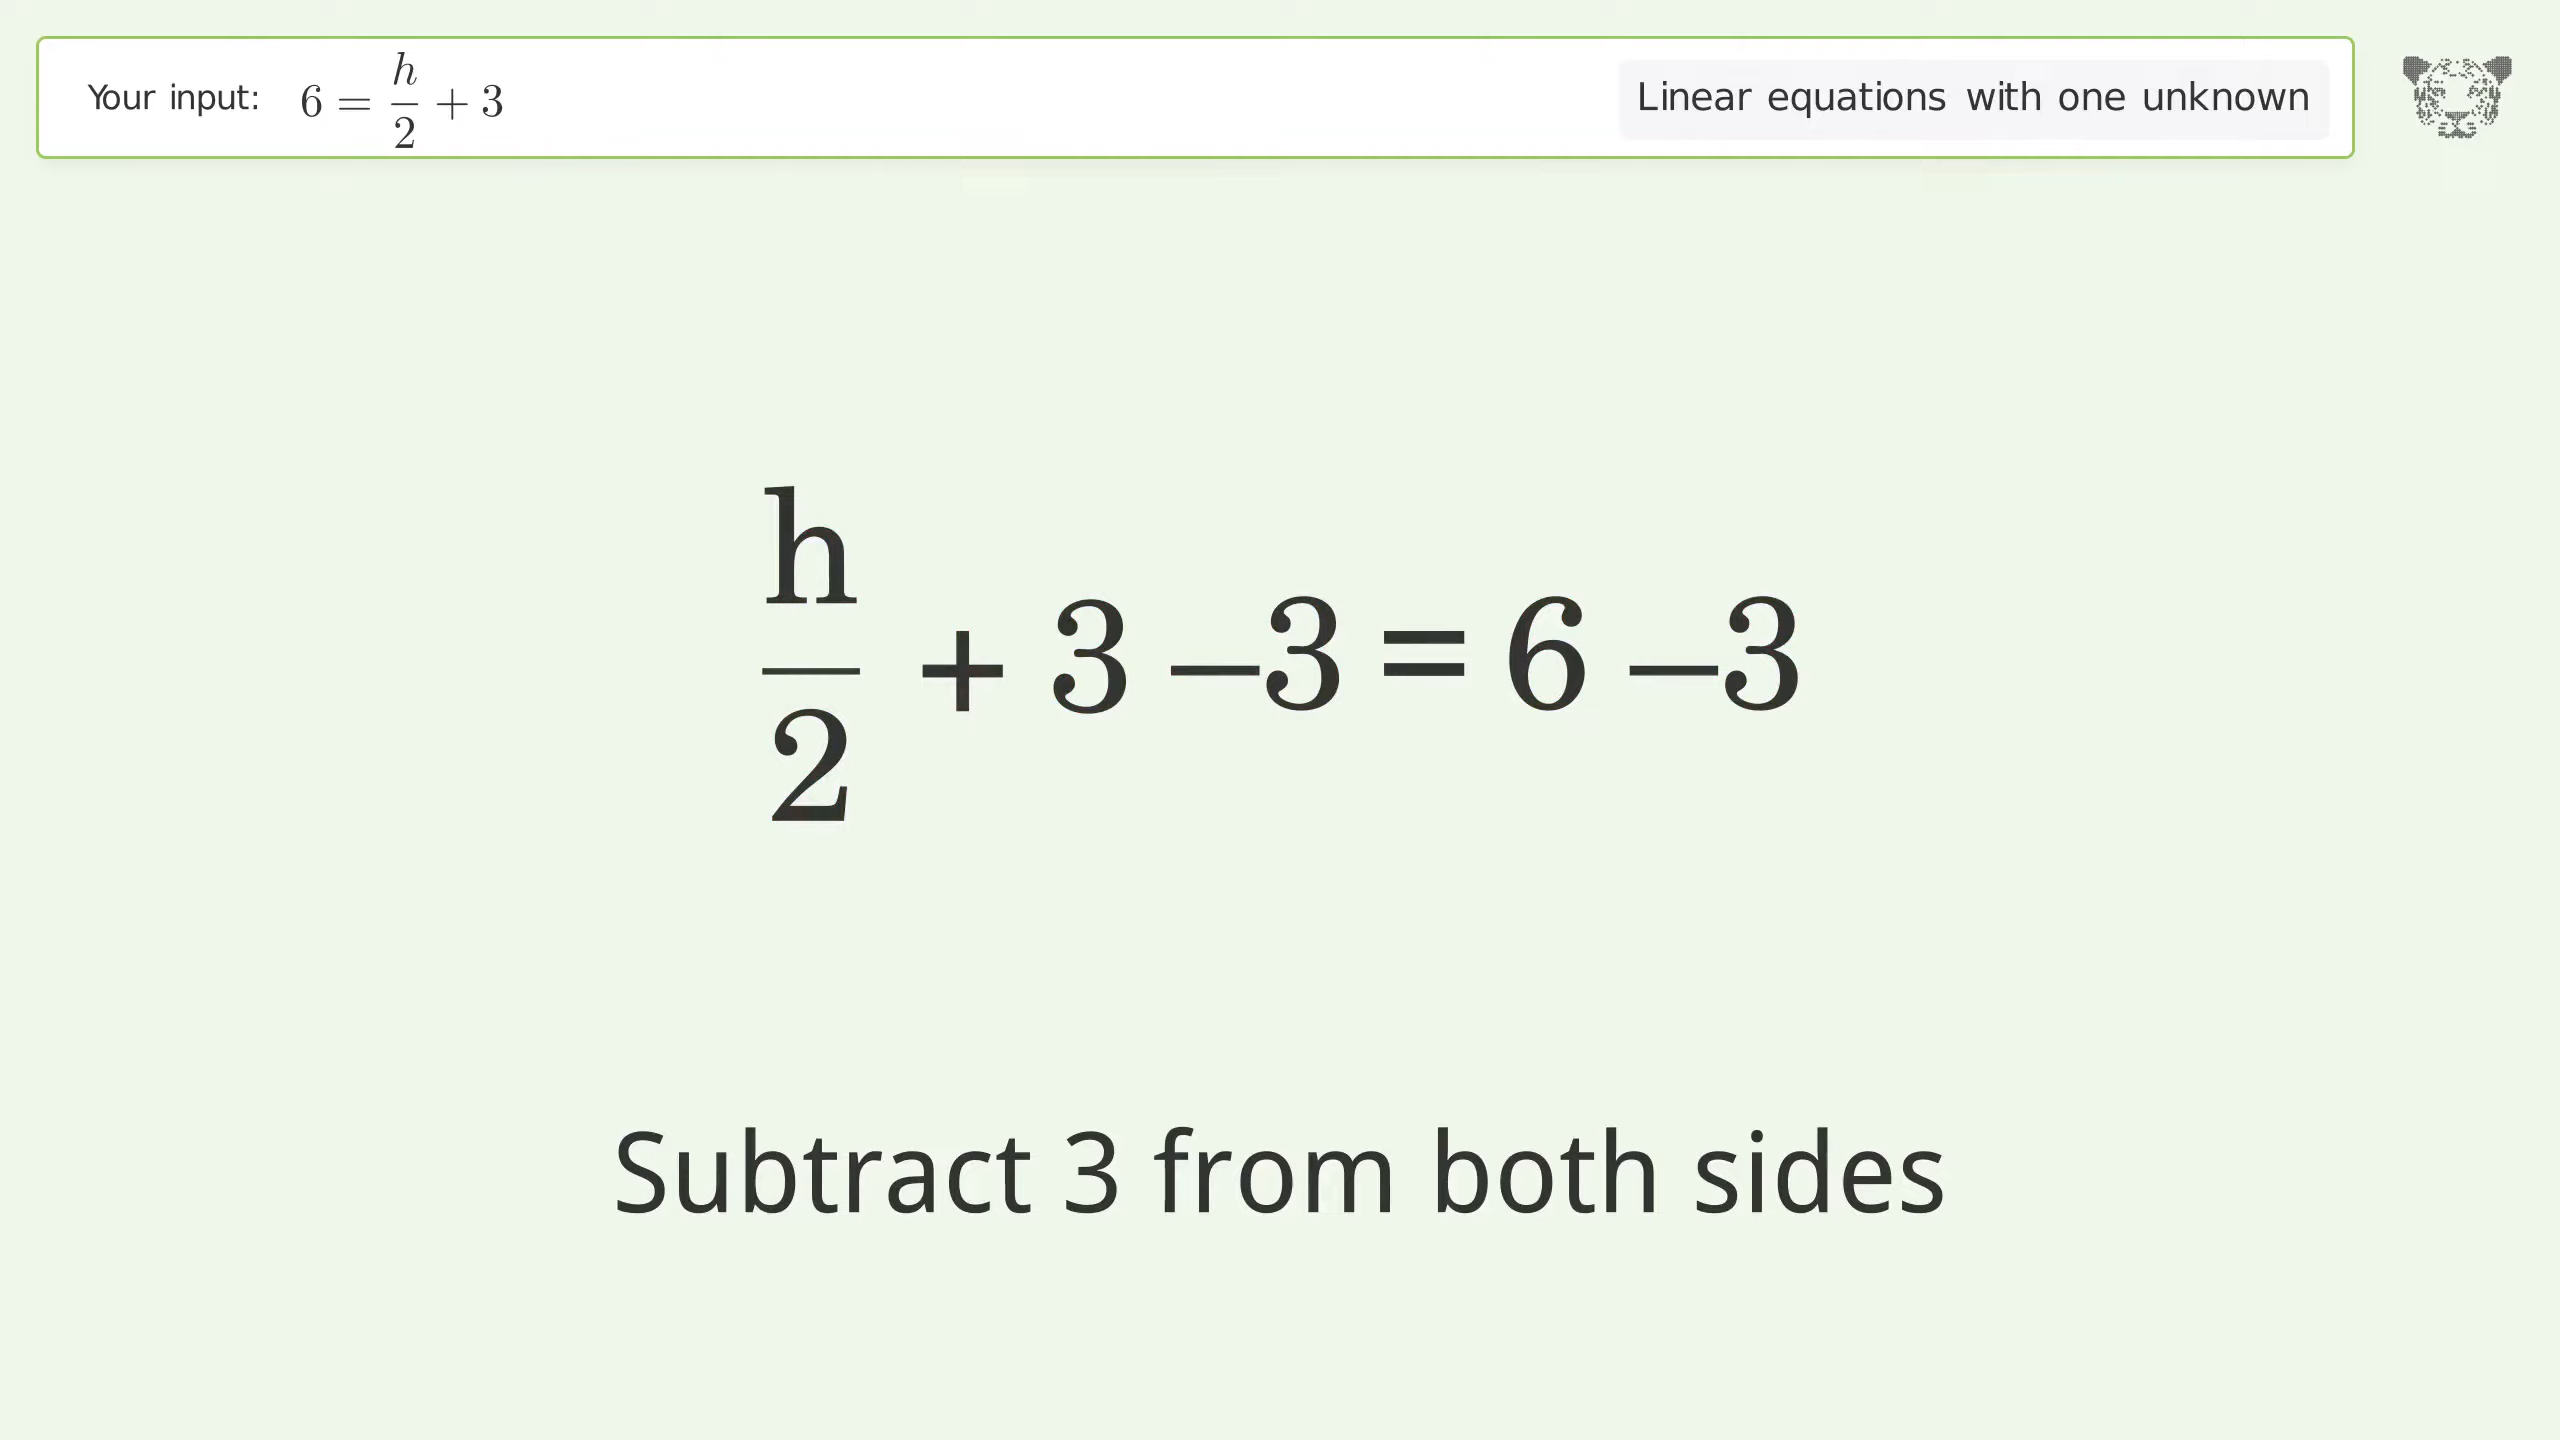 Your input: 6 = h/2 + 3
Linear equations with one unknown
h/2 + 3 –3 = 6 –3
Subtract 3 from both sides